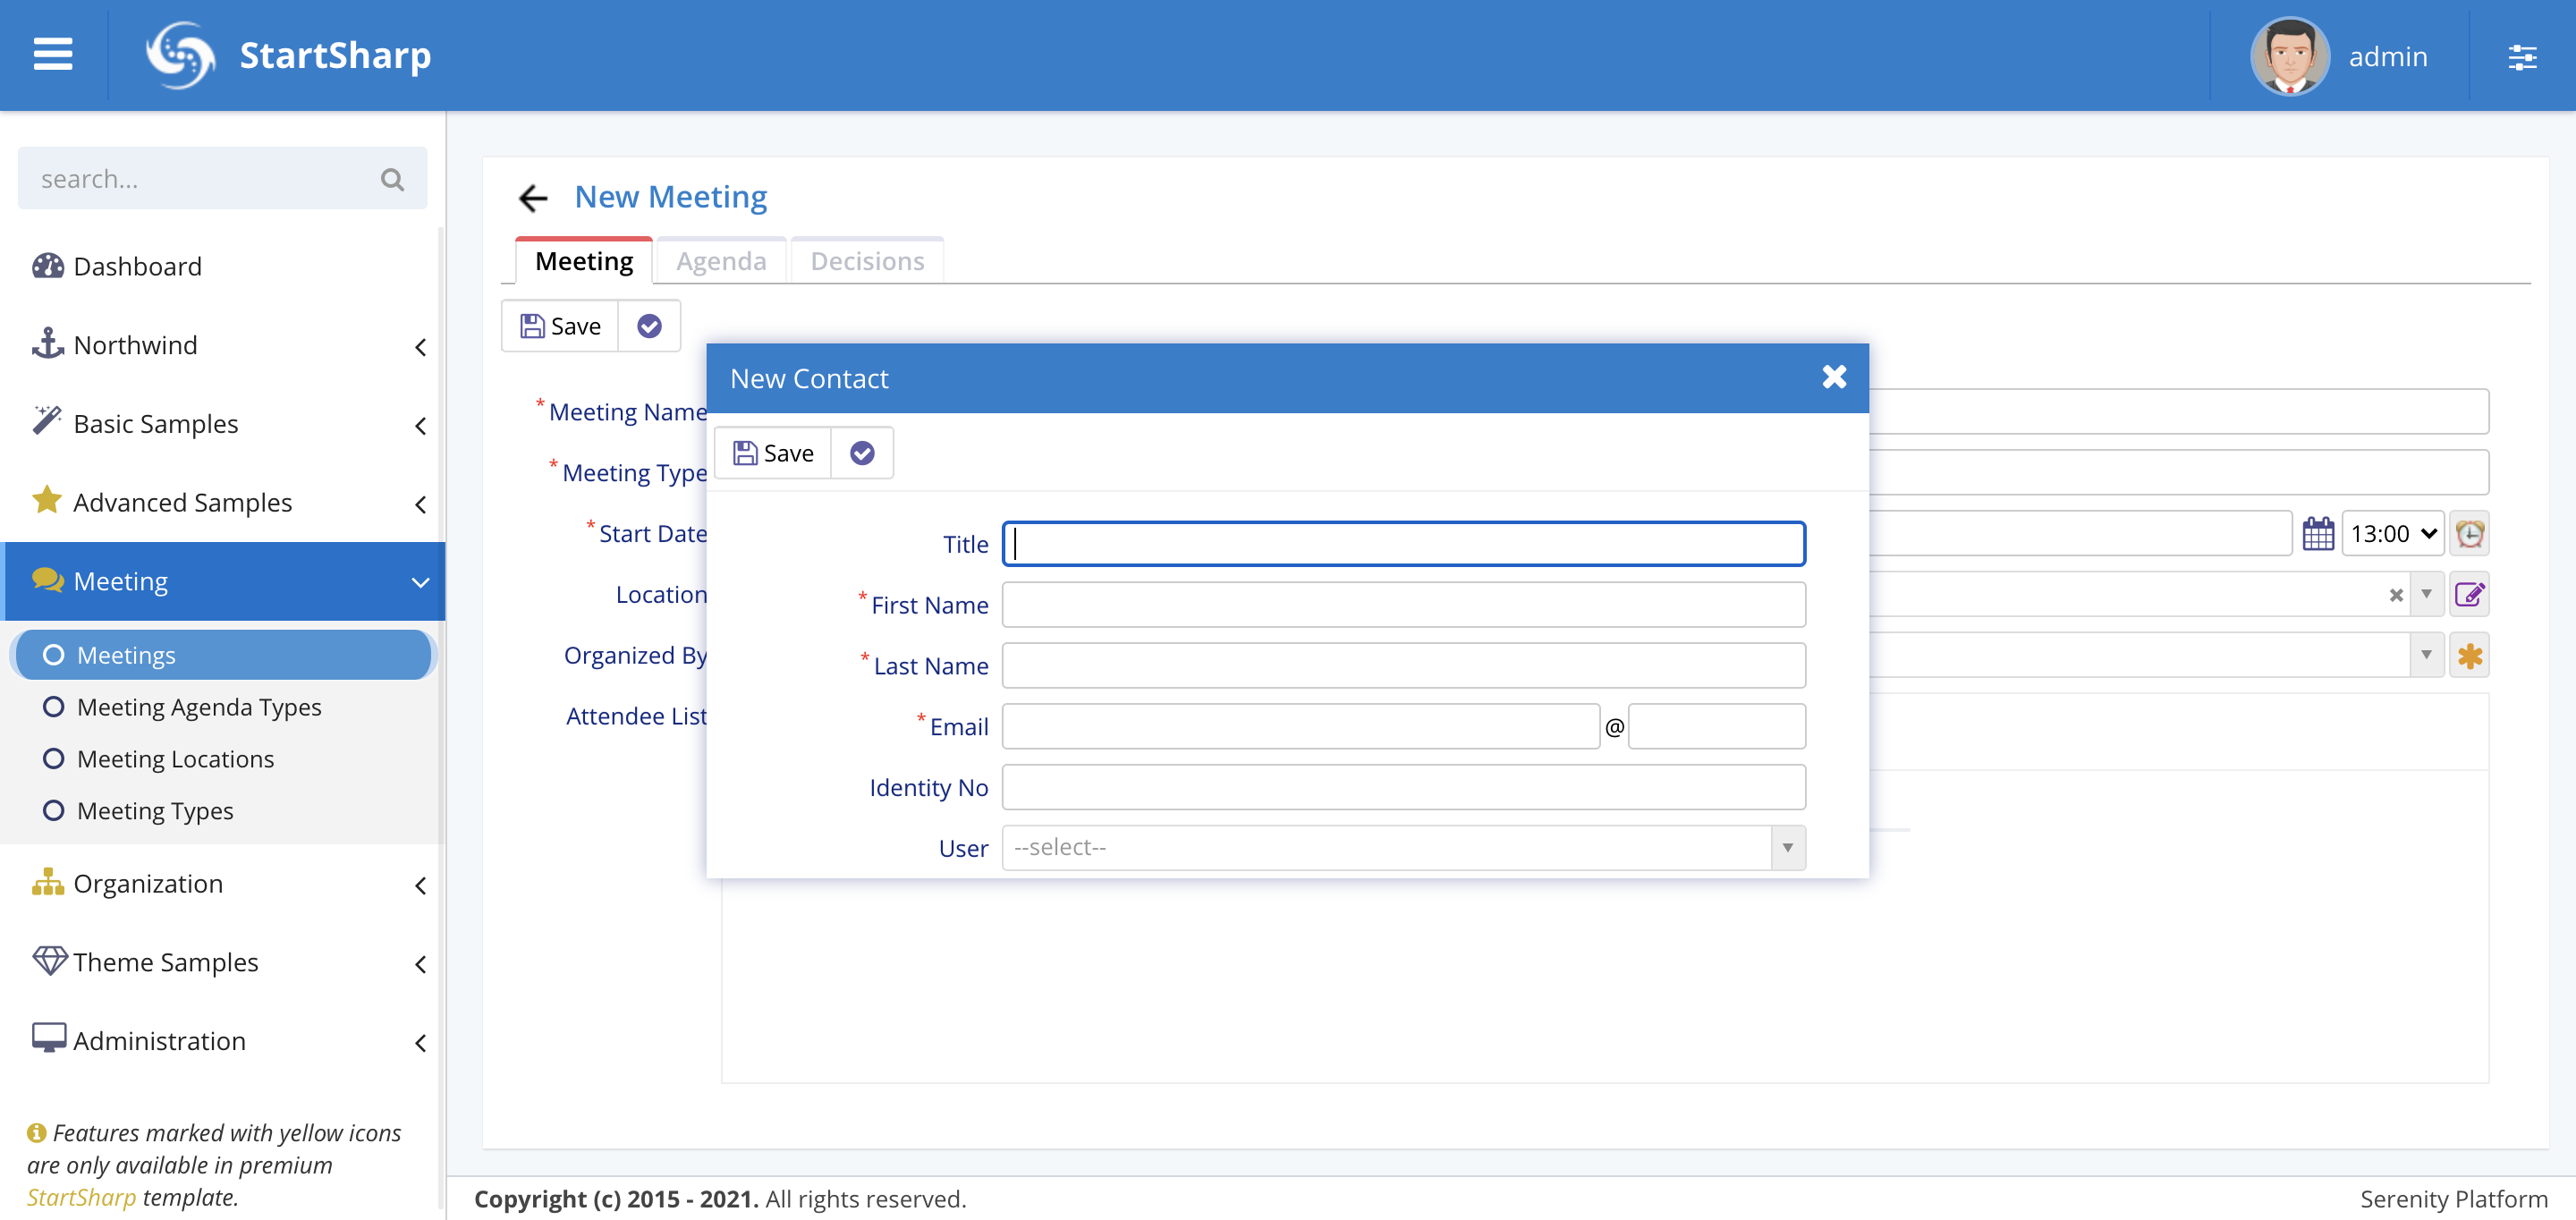 StartSharp
admin
search...
Dashboard
Northwind
Basic Samples
Advanced Samples
Meeting
Meetings
Meeting Agenda Types
Meeting Locations
Meeting Types
Organization
Theme Samples
Administration
Features marked with yellow icons
are only available in premium
StartSharp template.
New Meeting
Meeting Agenda Decisions
Save
* Meeting Name
* Meeting Type
* Start Date
13:00
Location
Organized By
Attendee List
New Contact
Save
Title
* First Name
* Last Name
* Email @
Identity No
User --select--
Copyright (c) 2015 - 2021. All rights reserved.
Serenity Platform